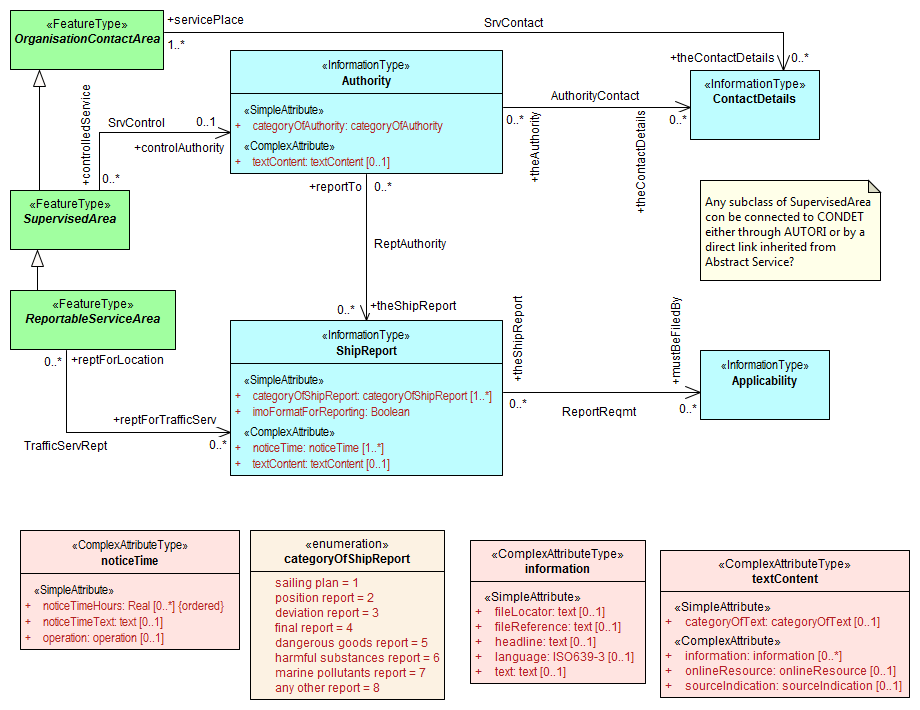 «FeatureType»
OrganisationContactArea
+servicePlace
1..*
SrvContact
+theContactDetails
0..*
«InformationType»
Authority
«SimpleAttribute»
+ categoryOfAuthority: categoryOfAuthority
«ComplexAttribute»
+ textContent: textContent [0..1]
«InformationType»
ContactDetails
AuthorityContact
0..*
+theAuthority
0..*
+theContactDetails
+controlledService
SrvControl
0..1
+controlAuthority
0..*
«FeatureType»
SupervisedArea
+reportTo
0..*
ReptAuthority
0..*
+theShipReport
Any subclass of SupervisedArea
con be connected to CONDET
either through AUTORI or by a
direct link inherited from
Abstract Service?
«FeatureType»
ReportableServiceArea
0..*
+reptForLocation
+reptForTrafficServ
TrafficServRept
0..*
«InformationType»
ShipReport
«SimpleAttribute»
+ categoryOfShipReport: categoryOfShipReport [1..*]
+ imoFormatForReporting: Boolean
«ComplexAttribute»
+ noticeTime: noticeTime [1..*]
+ textContent: textContent [0..1]
+theShipReport
0..*
ReportReqmt
+mustBeFiledBy
0..*
«InformationType»
Applicability
«ComplexAttributeType»
noticeTime
«SimpleAttribute»
+ noticeTimeHours: Real [0..*] {ordered}
+ noticeTimeText: text [0..1]
+ operation: operation [0..1]
«enumeration»
categoryOfShipReport
sailing plan = 1
position report = 2
deviation report = 3
final report = 4
dangerous goods report = 5
harmful substances report = 6
marine pollutants report = 7
any other report = 8
«ComplexAttributeType»
information
«SimpleAttribute»
+ fileLocator: text [0..1]
+ fileReference: text [0..1]
+ headline: text [0..1]
+ language: ISO639-3 [0..1]
+ text: text [0..1]
«ComplexAttributeType»
textContent
«SimpleAttribute»
+ categoryOfText: categoryOfText [0..1]
«ComplexAttribute»
+ information: information [0..*]
+ onlineResource: onlineResource [0..1]
+ sourceIndication: sourceIndication [0..1]